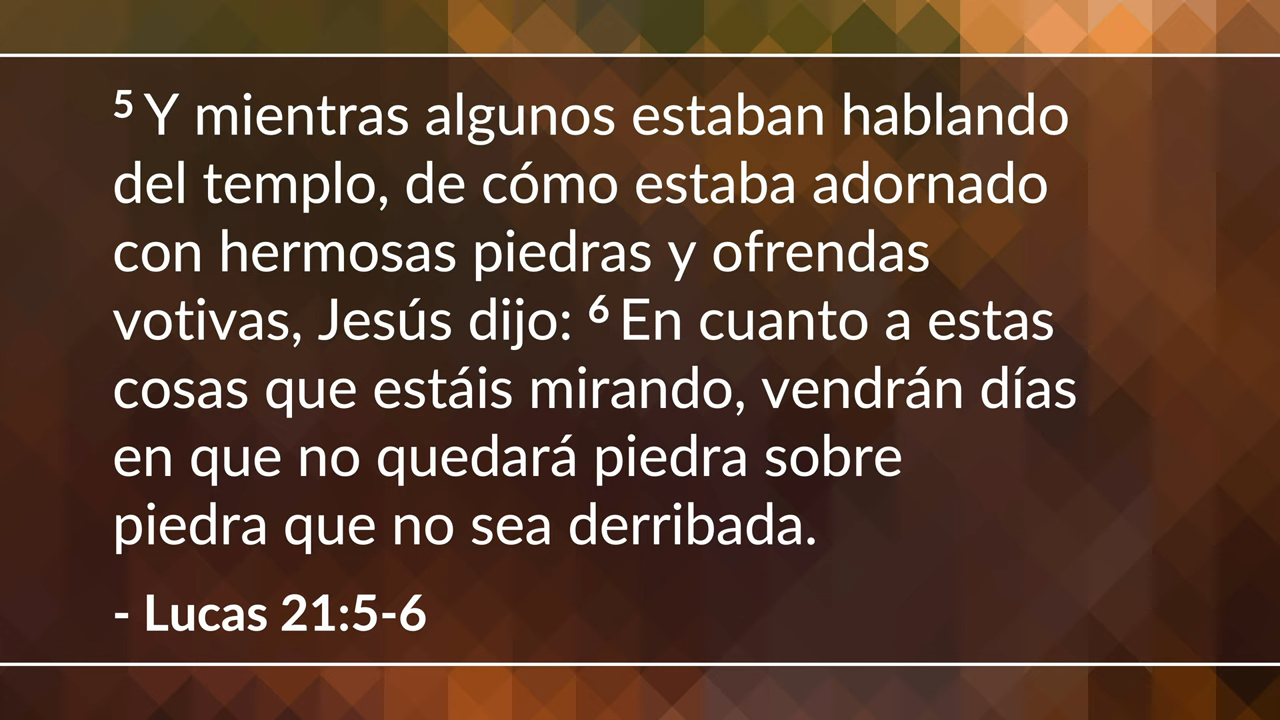 5 Y mientras algunos estaban hablando
del templo, de cómo estaba adornado
con hermosas piedras y ofrendas
votivas, Jesús dijo: 6 En cuanto a estas
cosas que estáis mirando, vendrán días
en que no quedará piedra sobre
piedra que no sea derribada.
- Lucas 21:5-6